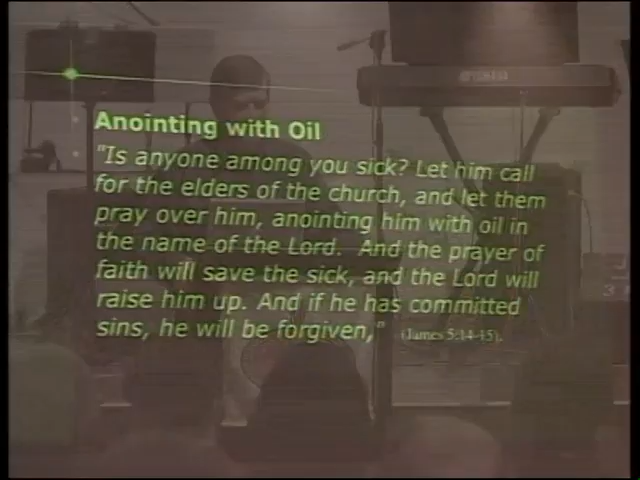 YAMAHA
Anointing with Oil
"Is anyone among you sick? Let him call
for the elders of the church, and let them
pray over him, anointing him with oil in
the name of the Lord.  And the prayer of
faith will save the sick, and the Lord will
raise him up. And if he has committed
sins, he will be forgiven," (James 5:14-15).